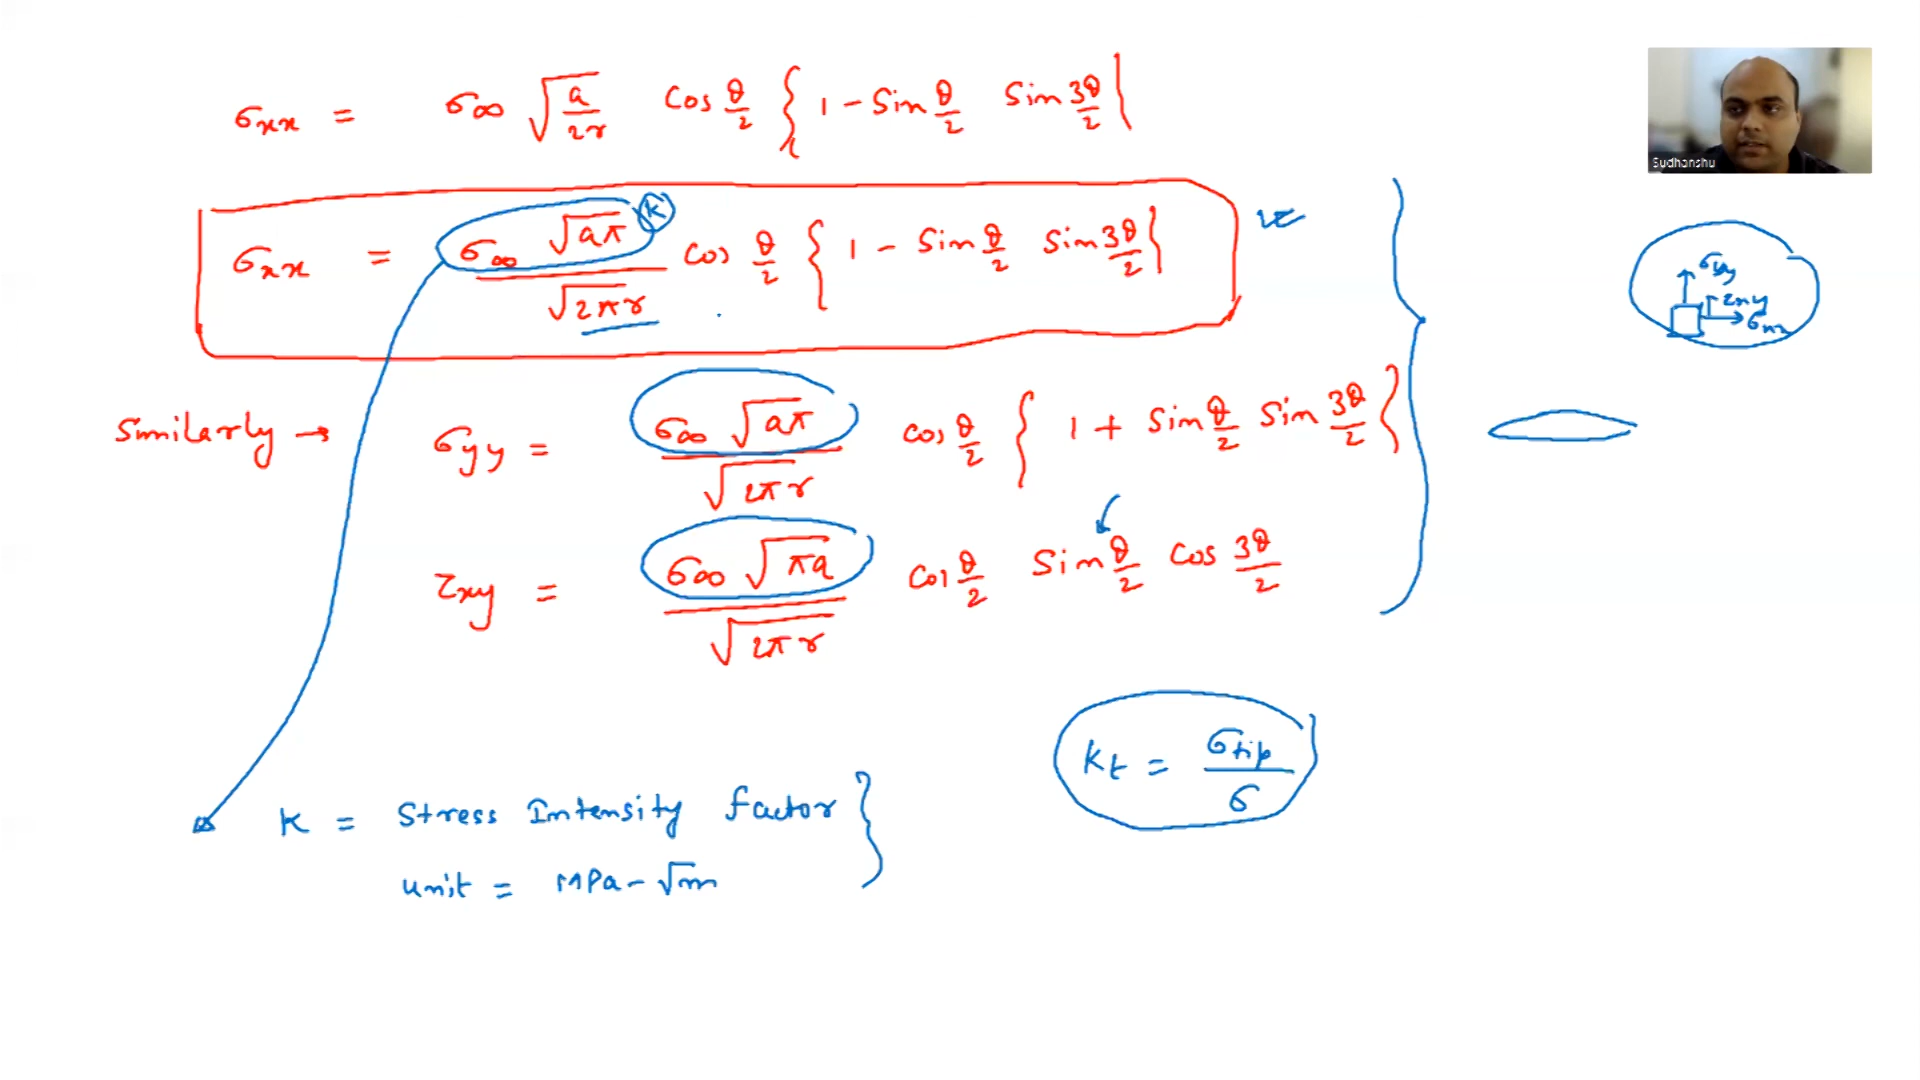 σxx = σ∞ √(a/2r) Cos θ/2 { 1 - Sin θ/2 Sin 3θ/2 }
Sudhanshu
σxx = σ∞ √aπ / √2πr cos θ/2 { 1 - Sin θ/2 Sin 3θ/2 }
K
σyy
τxy
σxx
Similarly → σyy = σ∞ √aπ / √2πr cos θ/2 { 1 + Sin θ/2 Sin 3θ/2 }
τxy = σ∞ √πa / √2πr Cos θ/2 Sin θ/2 Cos 3θ/2
Kt = σtip / σ
K = Stress Intensity factor
unit = MPa-√m